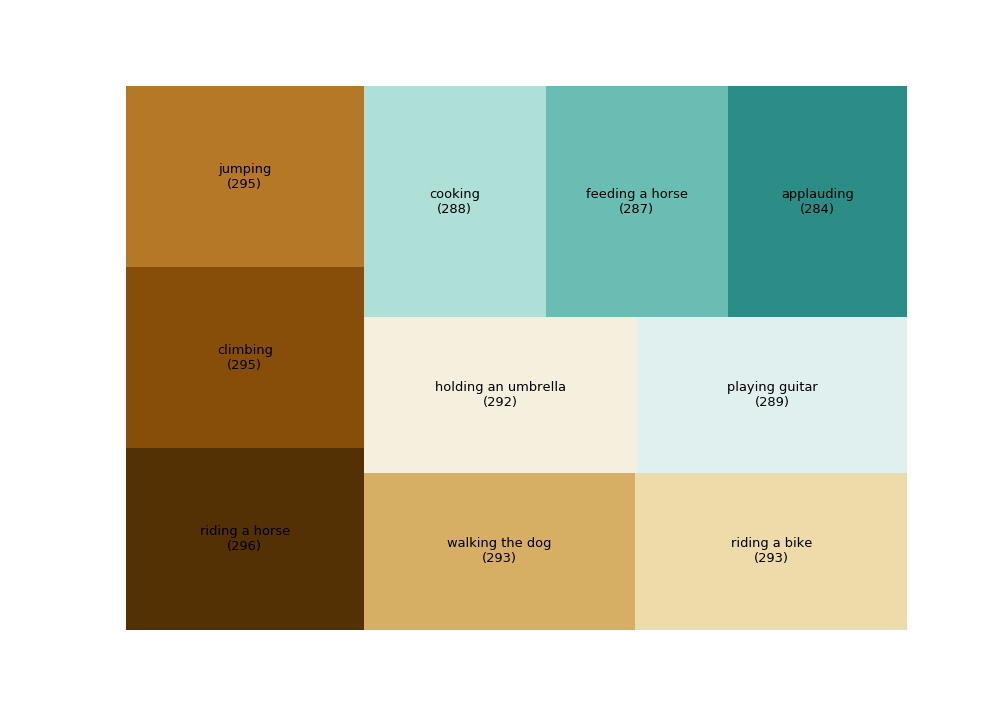 jumping
(295)
cooking
(288)
feeding a horse
(287)
applauding
(284)
climbing
(295)
holding an umbrella
(292)
playing guitar
(289)
riding a horse
(296)
walking the dog
(293)
riding a bike
(293)